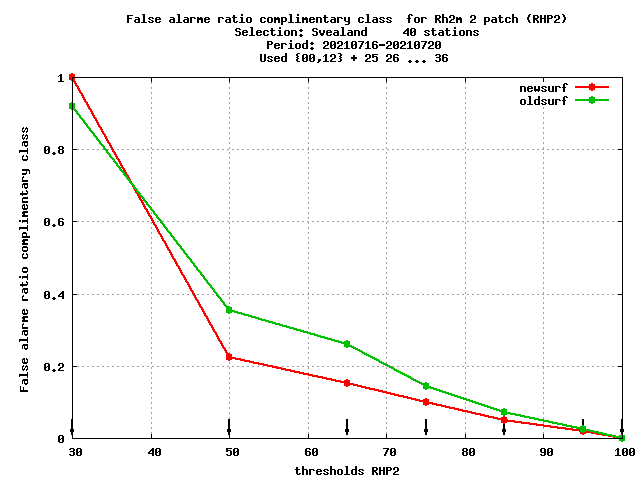 False alarme ratio complimentary class  for Rh2m 2 patch (RHP2)
Selection: Svealand     40 stations
Period: 20210716-20210720
Used {00,12} + 25 26 ... 36
newsurf
oldsurf
False alarme ratio complimentary class
1
0.8
0.6
0.4
0.2
0
30 40 50 60 70 80 90 100
thresholds RHP2